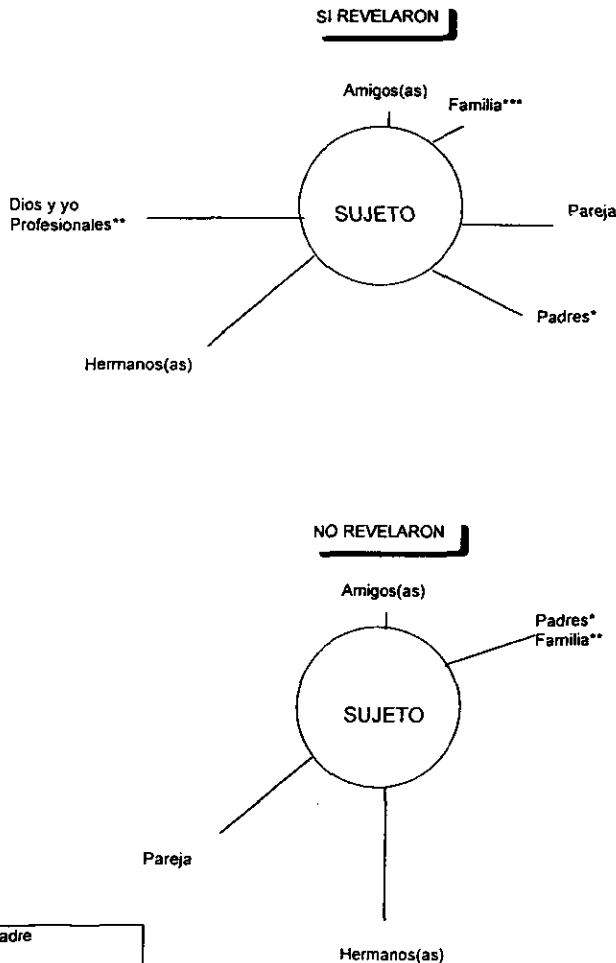 SI REVELARON
Amigos(as)
Familia***
Dios y yo
Profesionales**
SUJETO
Pareja
Padres*
Hermanos(as)
NO REVELARON
Amigos(as)
Padres*
Familia**
SUJETO
Pareja
adre
Hermanos(as)